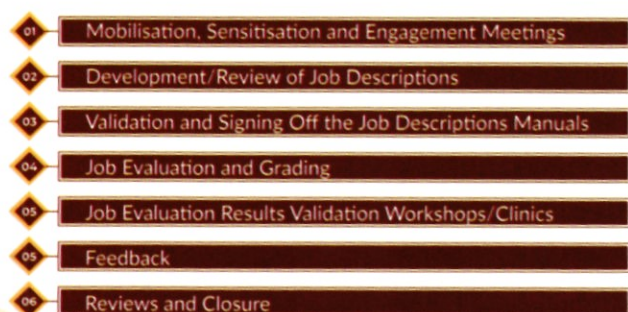 01 Mobilisation, Sensitisation and Engagement Meetings
02 Development/Review of Job Descriptions
03 Validation and Signing Off the Job Descriptions Manuals
04 Job Evaluation and Grading
05 Job Evaluation Results Validation Workshops/Clinics
05 Feedback
06 Reviews and Closure